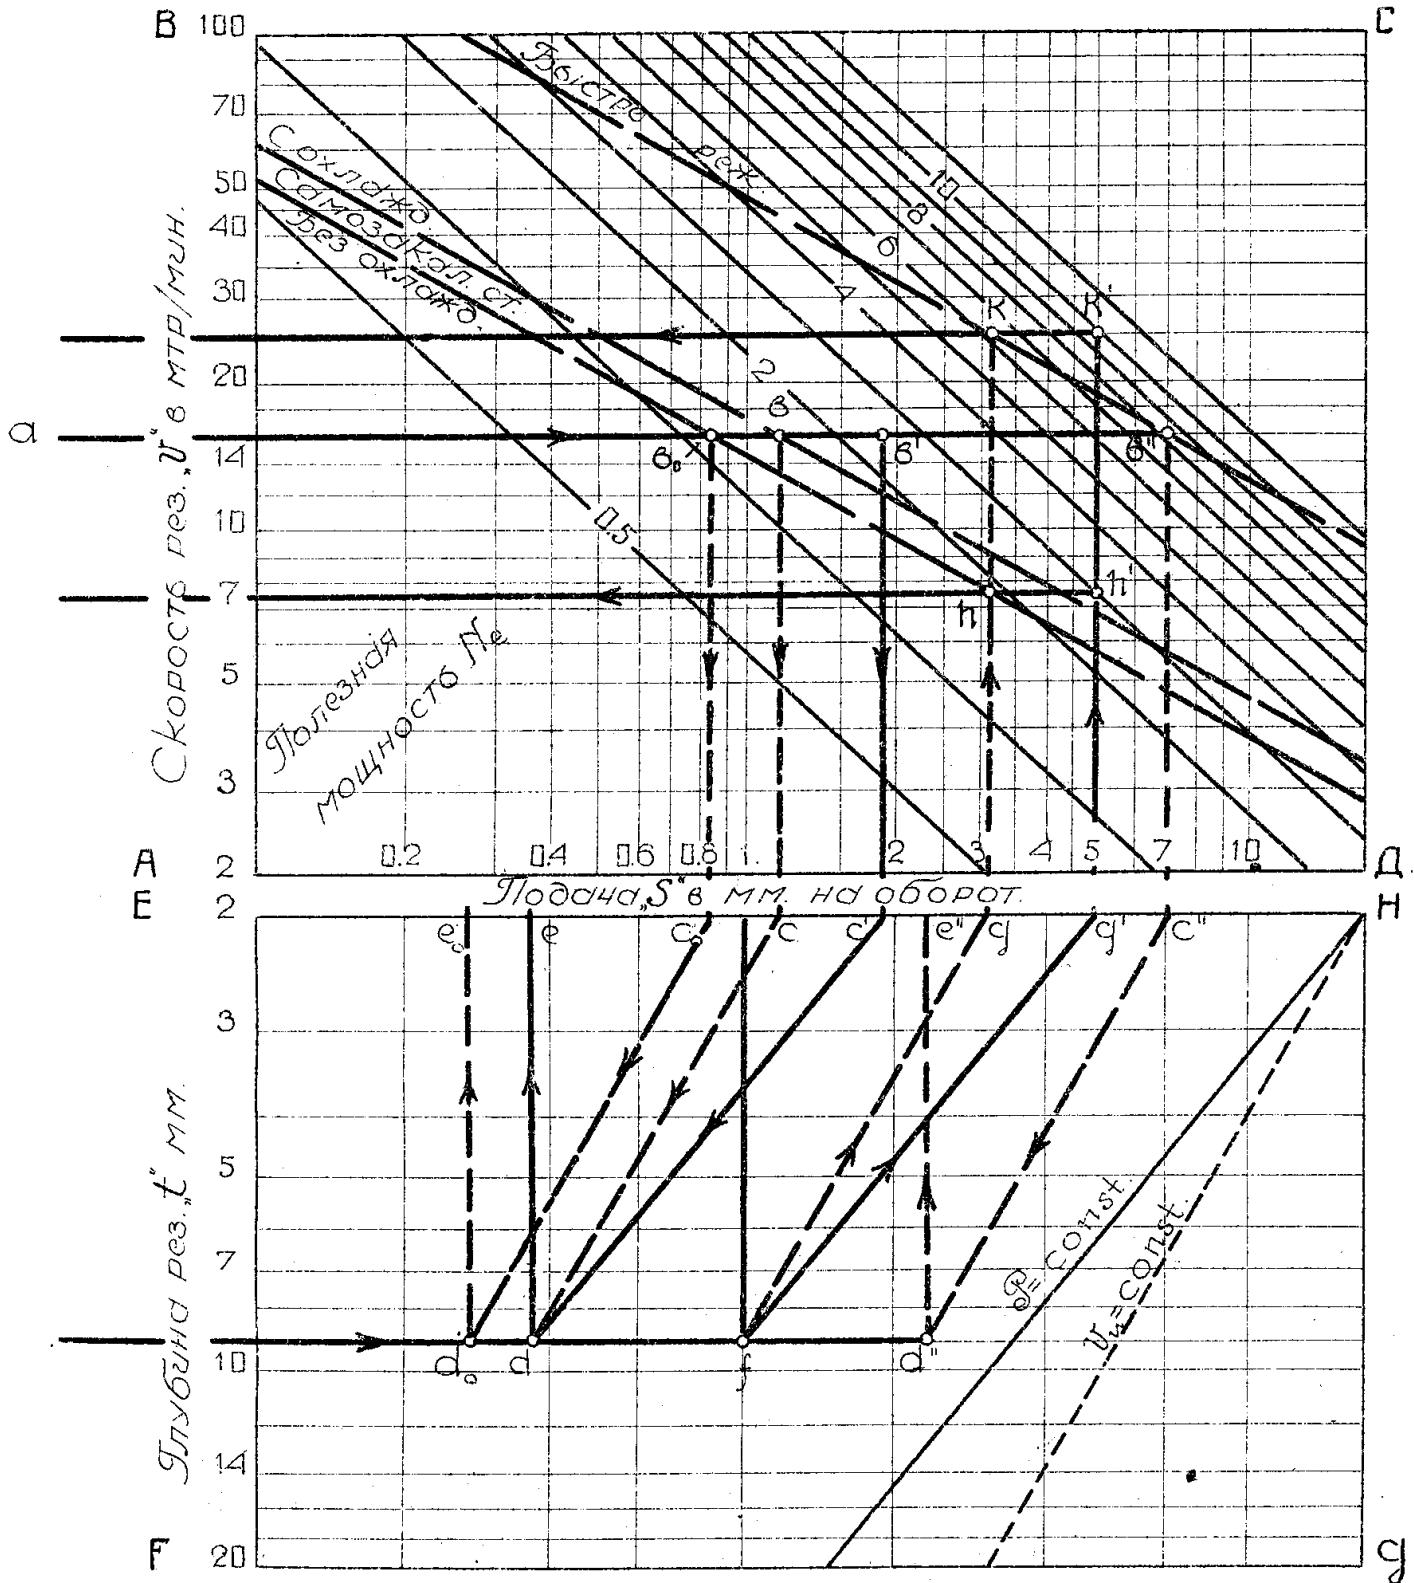 B 100 C
Быстре реж.
70
С охлажд.
50 Самозакал. ст. 10
40 Без охлажд. 8
6
30 4
K K'
20 2
a в₀ в в' в"
14
10 0.5
7 h h'
Полезная
мощность Nₑ
5
3
Скорость рез. „V" в мтр/мин.
A 2 0.2 0.4 0.6 0.8 1. 2 3 4 5 7 10 Д.
Подача „S" в мм. на оборот.
E 2 H
e₀ e c₀ c c' e" g g' c"
3
5
7
P = const.
Vи = const.
10 d₀ d f d"
14
Глубина рез. „t" мм.
F 20 g